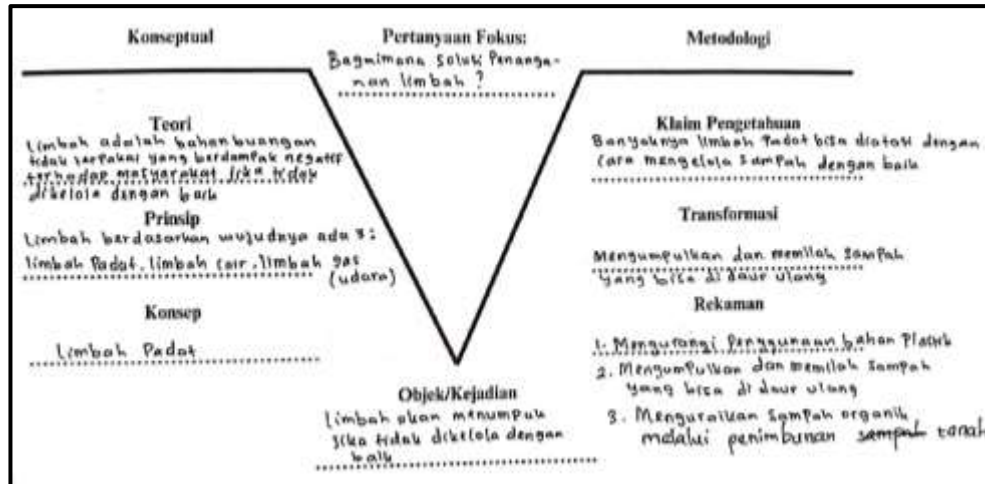 Konseptual
Pertanyaan Fokus:
Bagaimana solusi Penanga-
nan limbah ?
Metodologi
Teori
Limbah adalah bahan buangan
tidak terpakai yang berdampak negatif
terhadap masyarakat jika tidak
dikelola dengan baik
Prinsip
Limbah berdasarkan wujudnya ada 3:
limbah Padat, limbah cair, limbah gas
(udara)
Konsep
Limbah Padat
Objek/Kejadian
Limbah akan menumpuk
jika tidak dikelola dengan
baik
Klaim Pengetahuan
Banyaknya limbah Padat bisa diatasi dengan
cara mengelola sampah dengan baik
Transformasi
Mengumpulkan dan memilah sampah
yang bisa di daur ulang
Rekaman
1. Mengurangi Penggunaan bahan Plastik
2. Mengumpulkan dan memilah sampah
yang bisa di daur ulang
3. Menguraikan sampah organik
melalui penimbunan sampah tanah